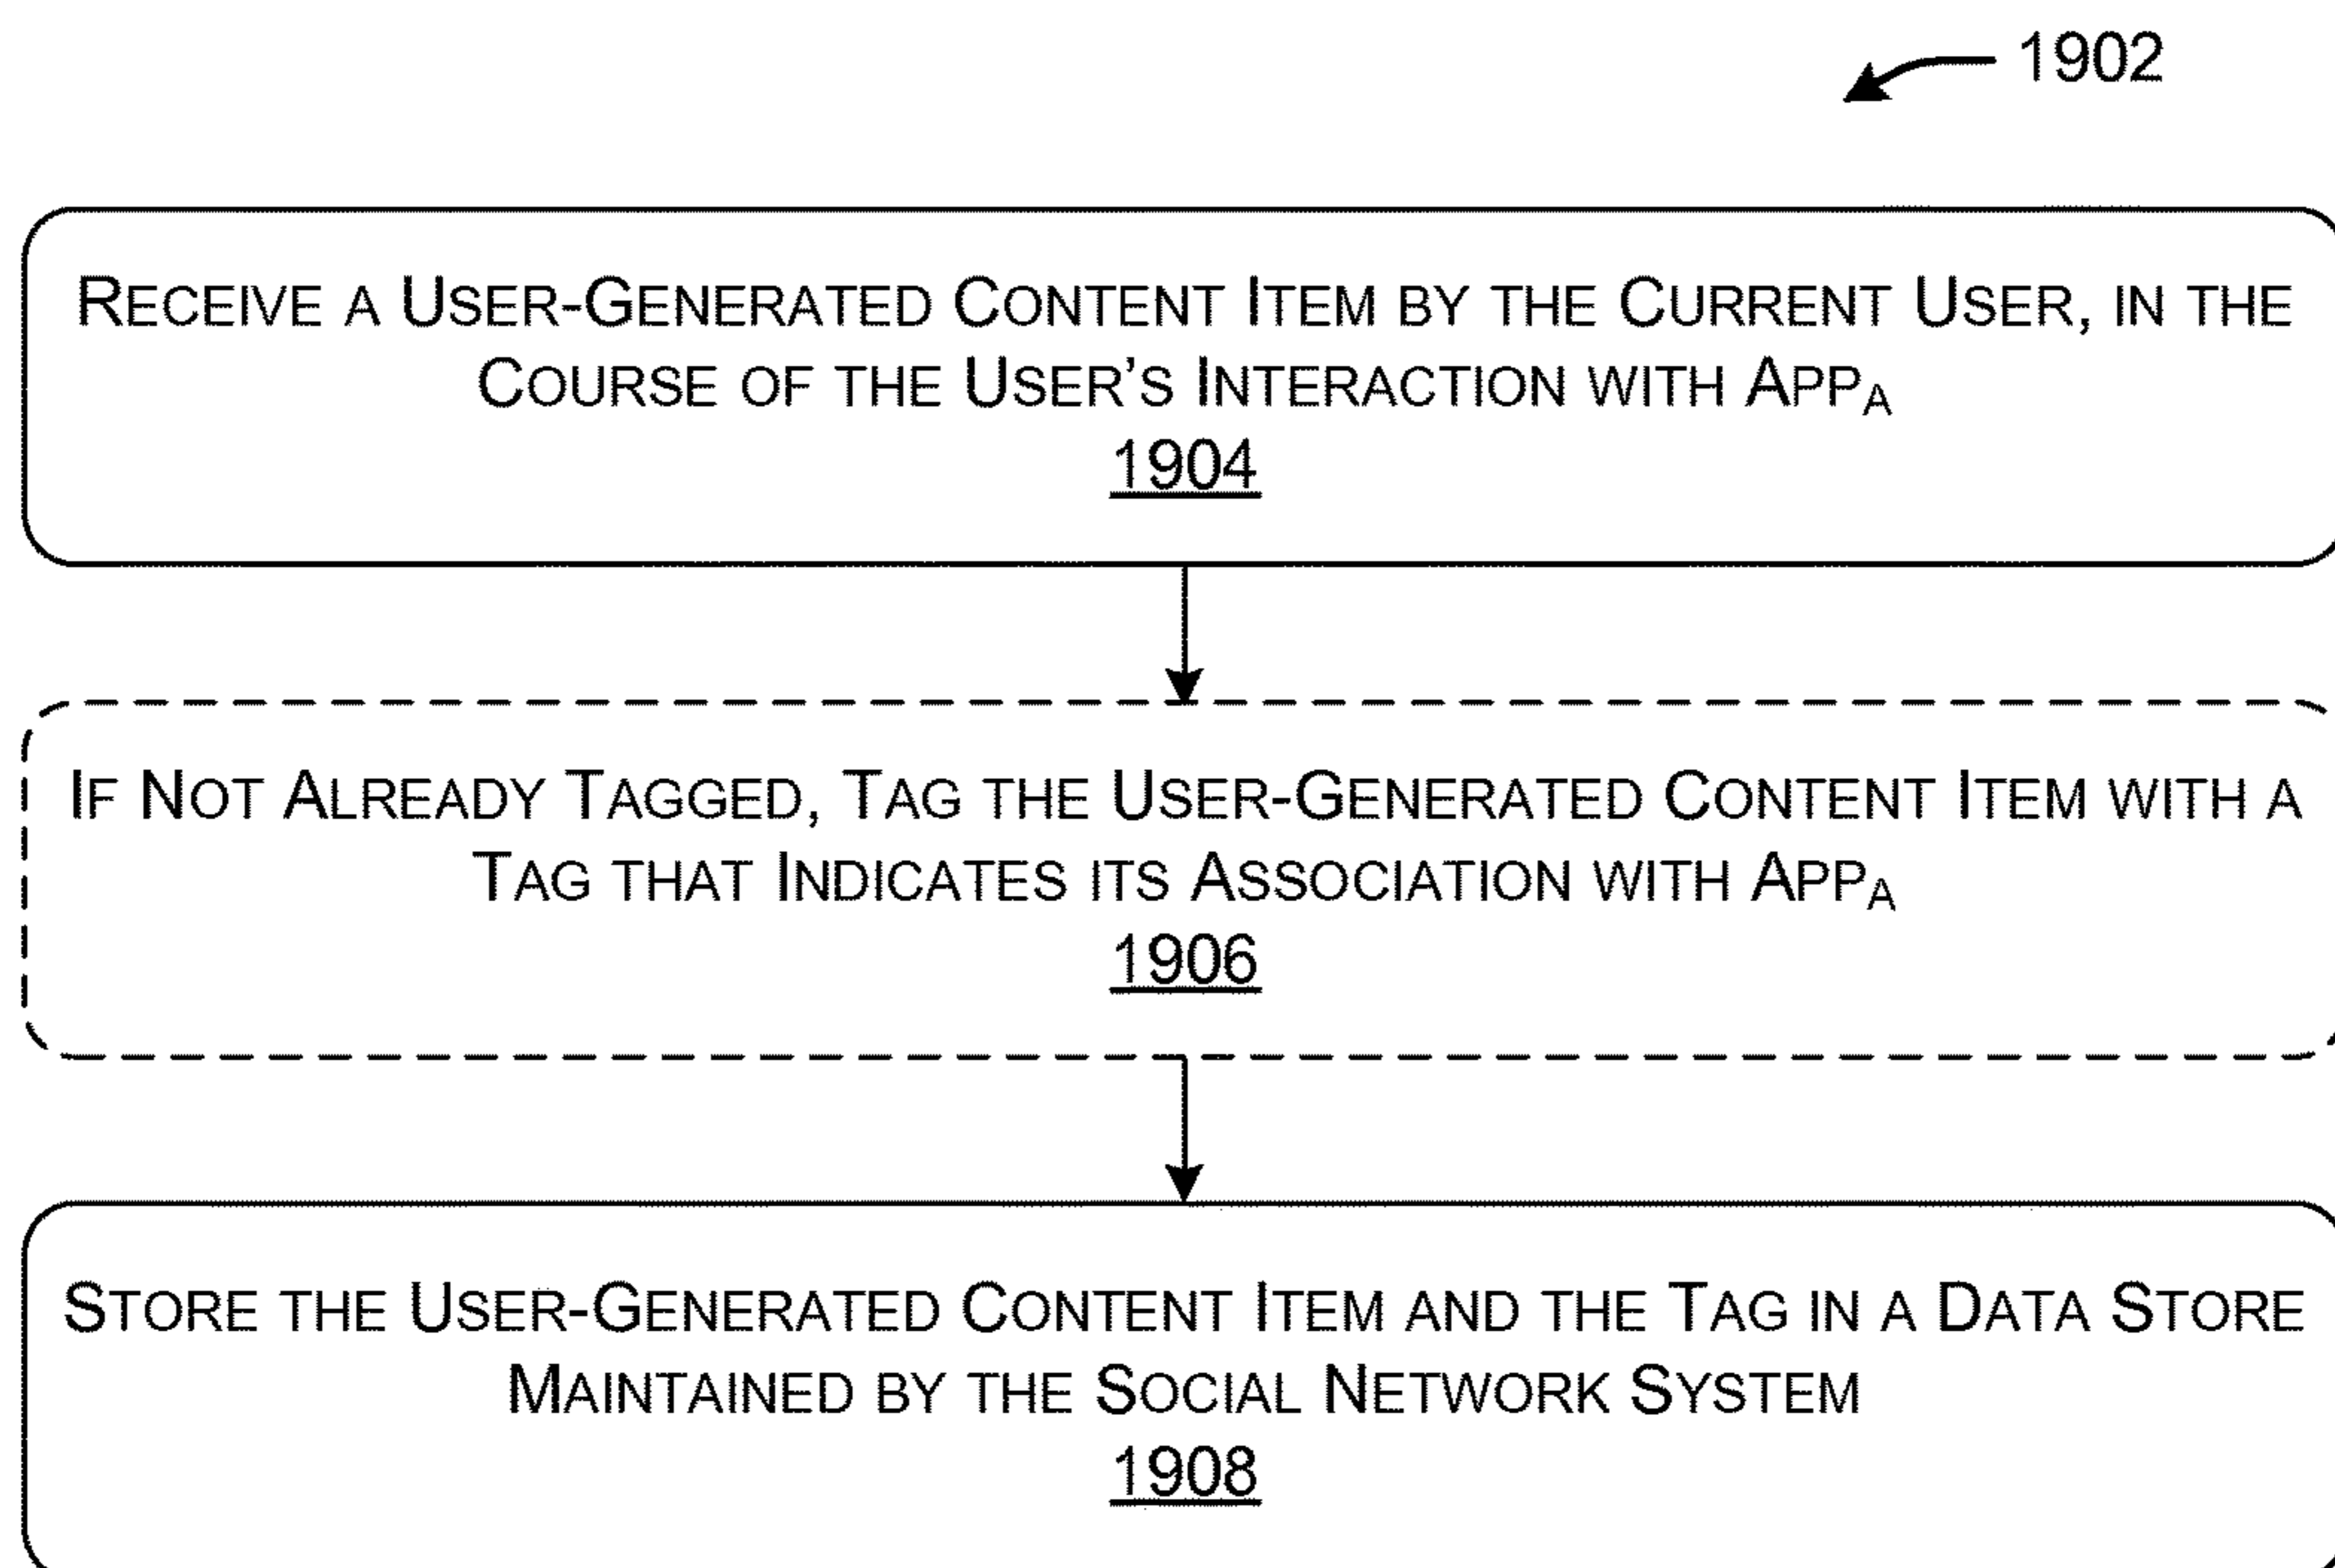 1902
RECEIVE A USER-GENERATED CONTENT ITEM BY THE CURRENT USER, IN THE
COURSE OF THE USER'S INTERACTION WITH APPA
1904
IF NOT ALREADY TAGGED, TAG THE USER-GENERATED CONTENT ITEM WITH A
TAG THAT INDICATES ITS ASSOCIATION WITH APPA
1906
STORE THE USER-GENERATED CONTENT ITEM AND THE TAG IN A DATA STORE
MAINTAINED BY THE SOCIAL NETWORK SYSTEM
1908